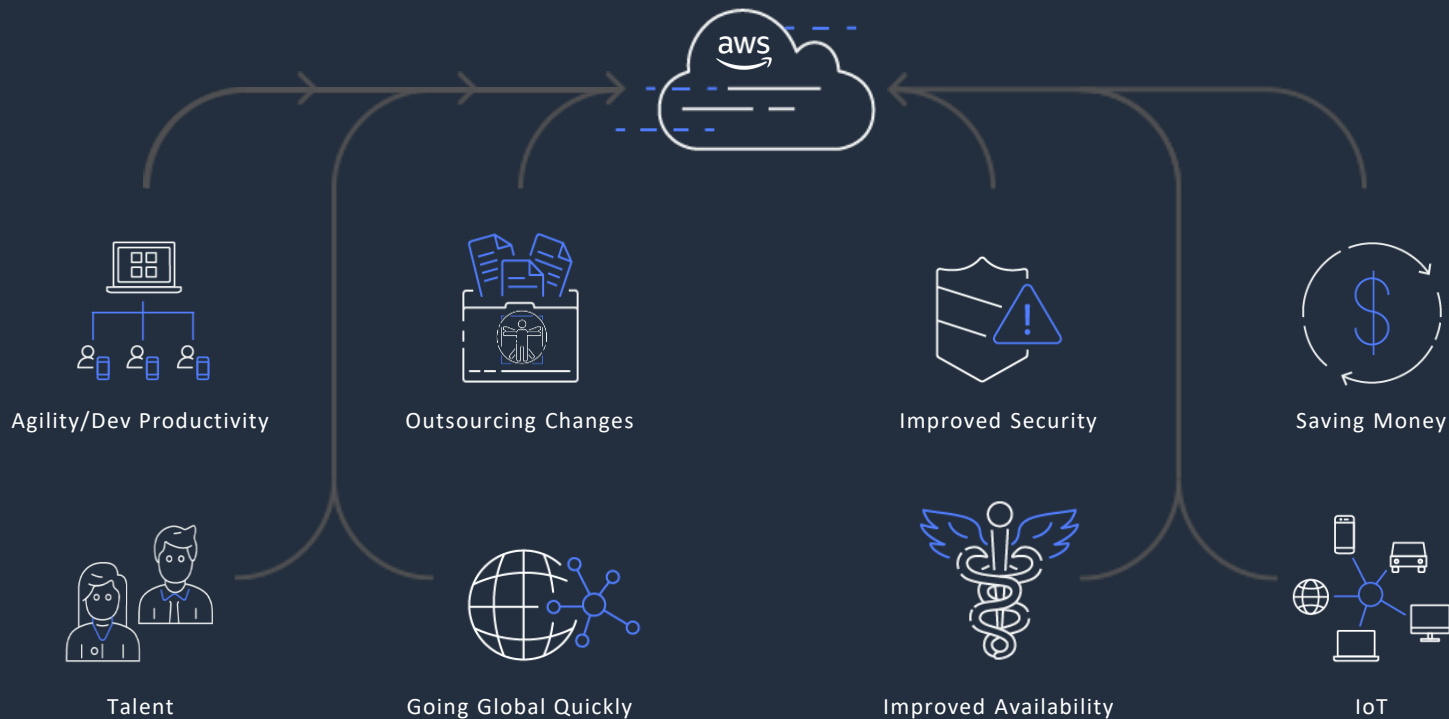 aws
Agility/Dev Productivity
Outsourcing Changes
Improved Security
Saving Money
Talent
Going Global Quickly
Improved Availability
IoT